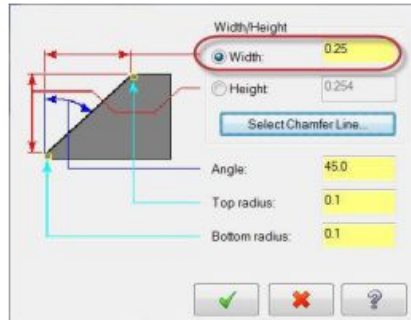 Width/Height
Width: 0.25
Height 0.254
Select Chamfer Line...
Angle: 45.0
Top radius: 0.1
Bottom radius: 0.1